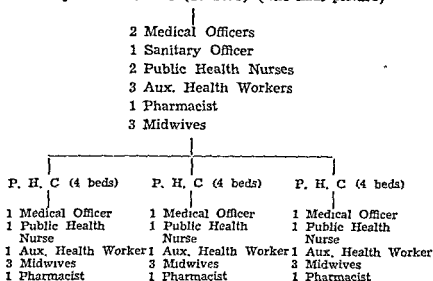 2 Medical Officers
1 Sanitary Officer
2 Public Health Nurses
3 Aux. Health Workers
1 Pharmacist
3 Midwives
P. H. C (4 beds) P. H. C (4 beds) P. H. C (4 beds)
1 Medical Officer 1 Medical Officer 1 Medical Officer
1 Public Health 1 Public Health 1 Public Health
Nurse Nurse Nurse
1 Aux. Health Worker 1 Aux. Health Worker 1 Aux. Health Worker
3 Midwives 3 Midwives 3 Midwives
1 Pharmacist 1 Pharmacist 1 Pharmacist